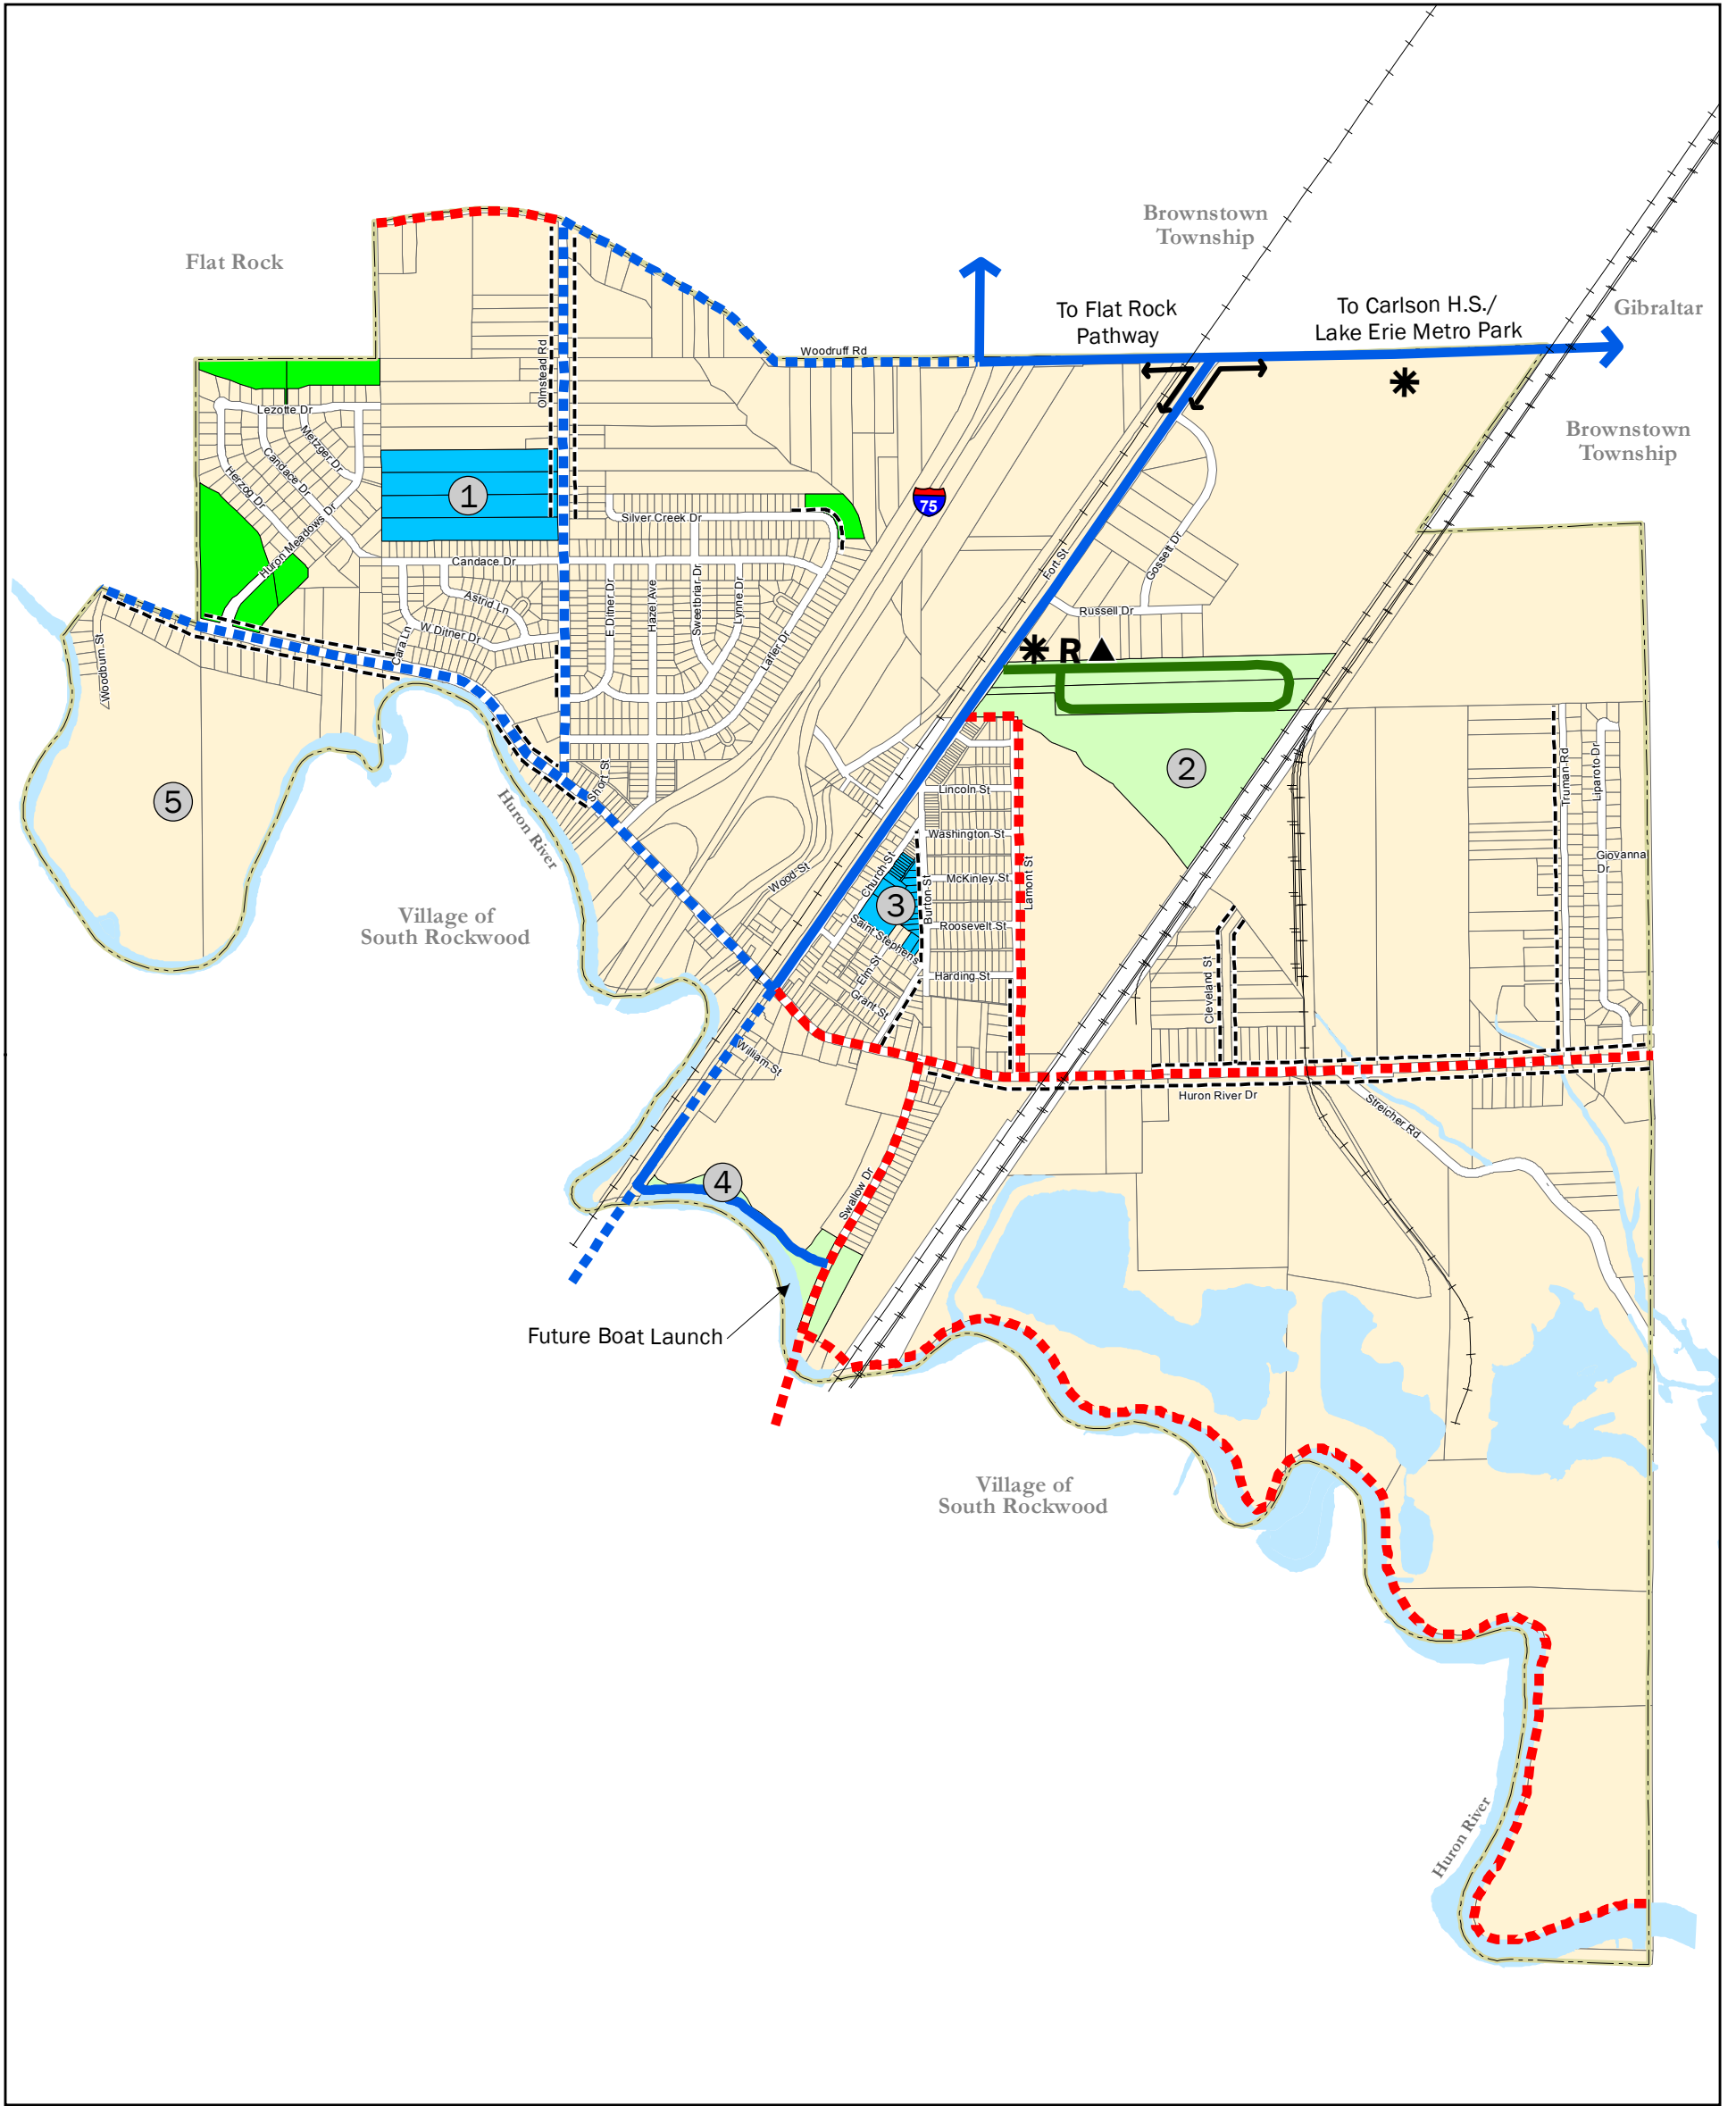 Brownstown
Township
Flat Rock
To Flat Rock
Pathway
To Carlson H.S./
Lake Erie Metro Park
Gibraltar
Woodruff Rd
Olmstead Rd
Lezotte Dr
Metzger Dr
Candace Dr
Herzog Dr
Huron Meadows Dr
1
75
Brownstown
Township
Silver Creek Dr
Candace Dr
Astrid Ln
W Ditner Dr
Cara Ln
E Ditner Dr
Hazel Ave
Sweetbriar Dr
Lynne Dr
Latler Dr
Fort St
Gossett Dr
Russell Dr
R
Woodburn St
5
2
Short St
Huron River
Lincoln St
Washington St
McKinley St
Roosevelt St
Harding St
Lamont St
Burton St
Church St
3
Saint Stephens
Elm St
Grant St
Wood St
William St
Truman Rd
Liparoto Dr
Giovanna
Dr
Cleveland St
Village of
South Rockwood
Huron River Dr
Streicher Rd
4
Swallow Dr
Future Boat Launch
Village of
South Rockwood
Huron River